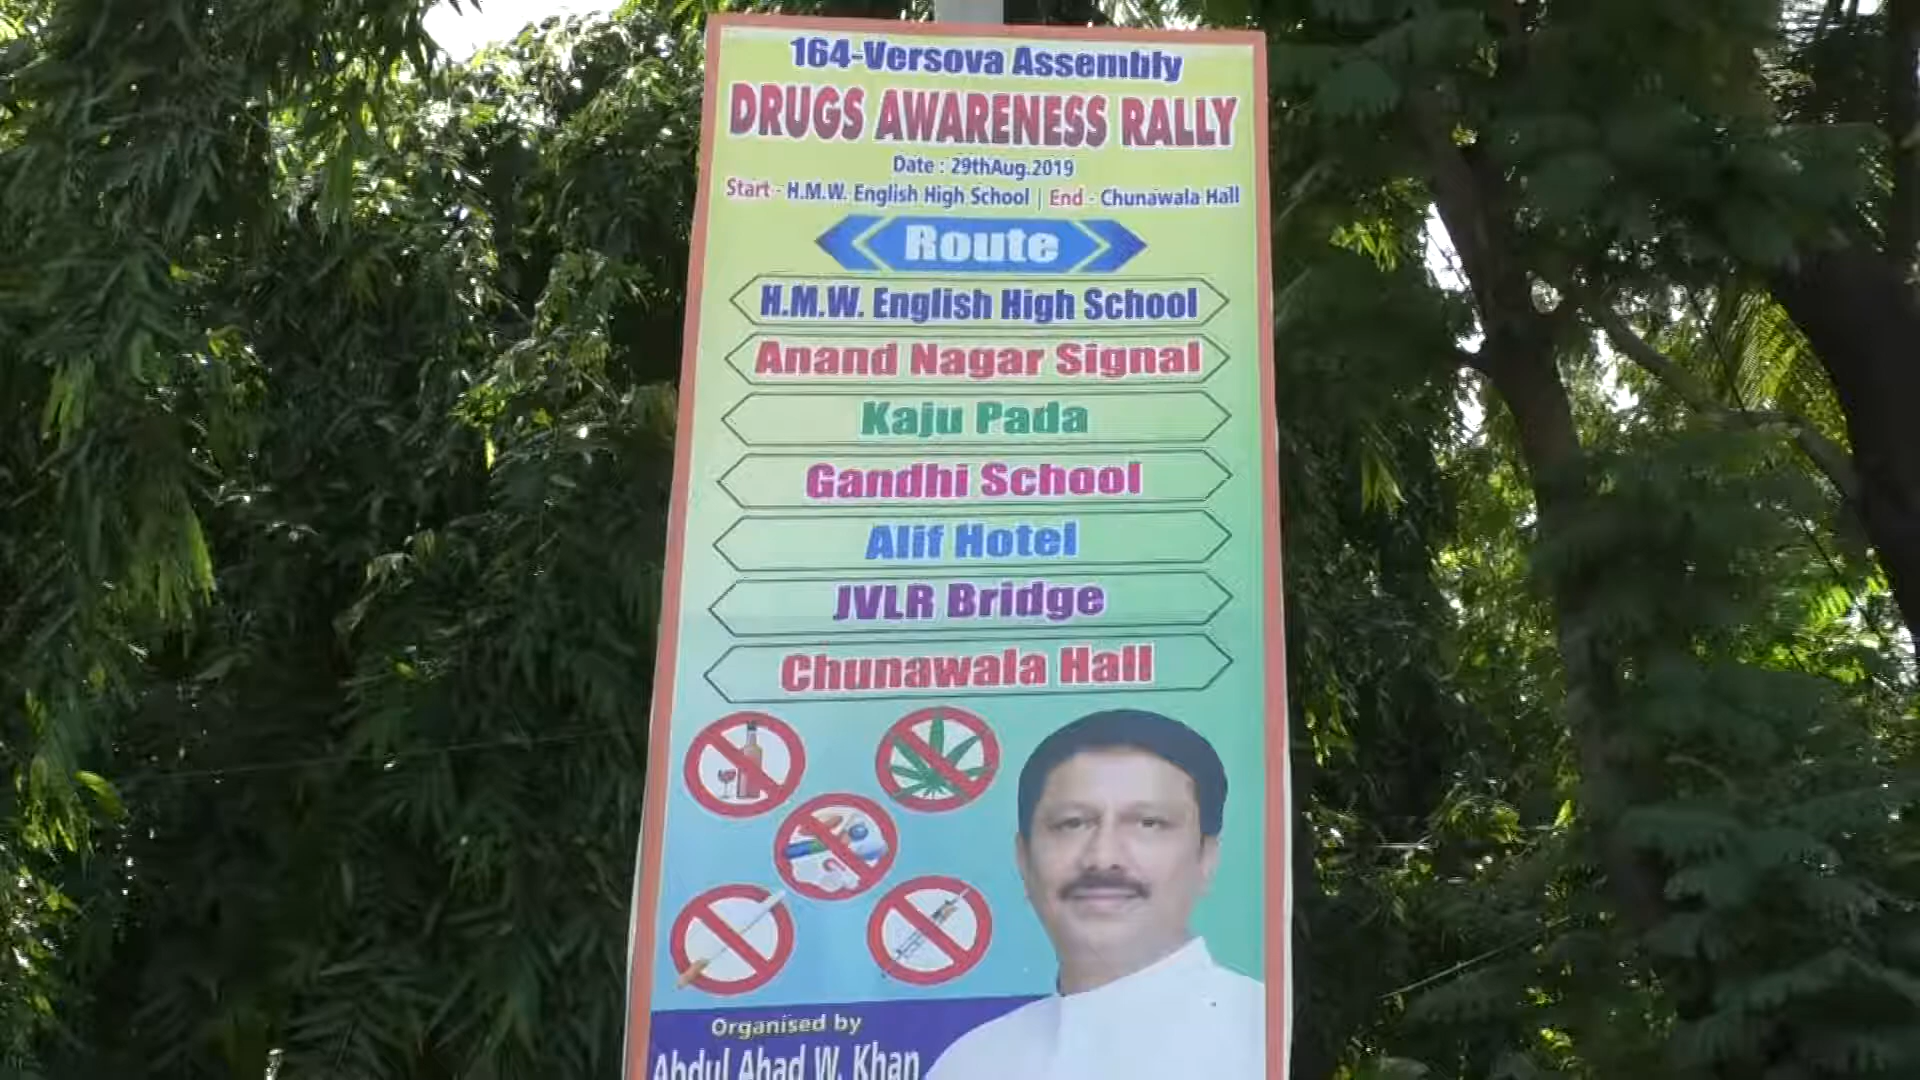 164-Versova Assembly
DRUGS AWARENESS RALLY
Date : 29thAug.2019
Start - H.M.W. English High School | End - Chunawala Hall
Route
H.M.W. English High School
Anand Nagar Signal
Kaju Pada
Gandhi School
Alif Hotel
JVLR Bridge
Chunawala Hall
Organised by
Abdul Ahad W. Khan